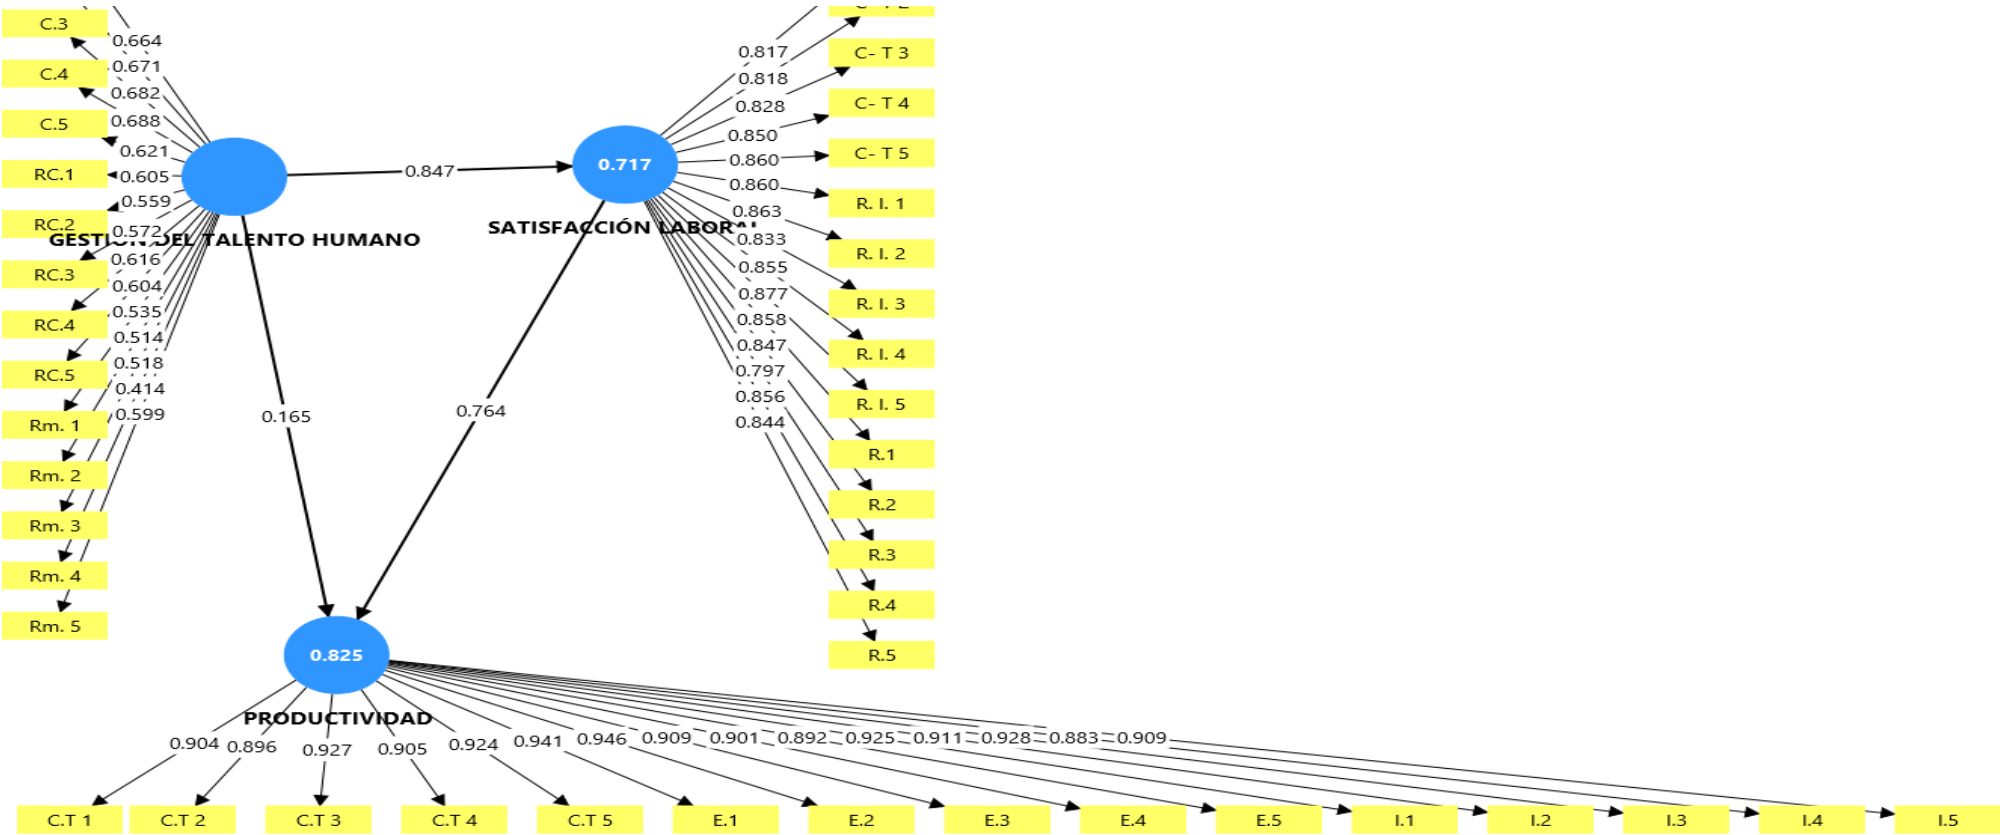 C.3
C.4
C.5
RC.1
RC.2
RC.3
RC.4
RC.5
Rm. 1
Rm. 2
Rm. 3
Rm. 4
Rm. 5
0.664
0.671
0.682
0.688
0.621
0.605
0.559
0.572
0.616
0.604
0.535
0.514
0.518
0.414
0.599
GESTION DEL TALENTO HUMANO
0.847
0.165
0.764
0.717
SATISFACCIÓN LABORAL
0.817
0.818
0.828
0.850
0.860
0.860
0.863
0.833
0.855
0.877
0.858
0.847
0.797
0.856
0.844
C- T 3
C- T 4
C- T 5
R. I. 1
R. I. 2
R. I. 3
R. I. 4
R. I. 5
R.1
R.2
R.3
R.4
R.5
0.825
PRODUCTIVIDAD
0.904 0.896 0.927 0.905 0.924 0.941 0.946 0.909 0.901 0.892 0.925 0.911 0.928 0.883 0.909
C.T 1 C.T 2 C.T 3 C.T 4 C.T 5 E.1 E.2 E.3 E.4 E.5 I.1 I.2 I.3 I.4 I.5